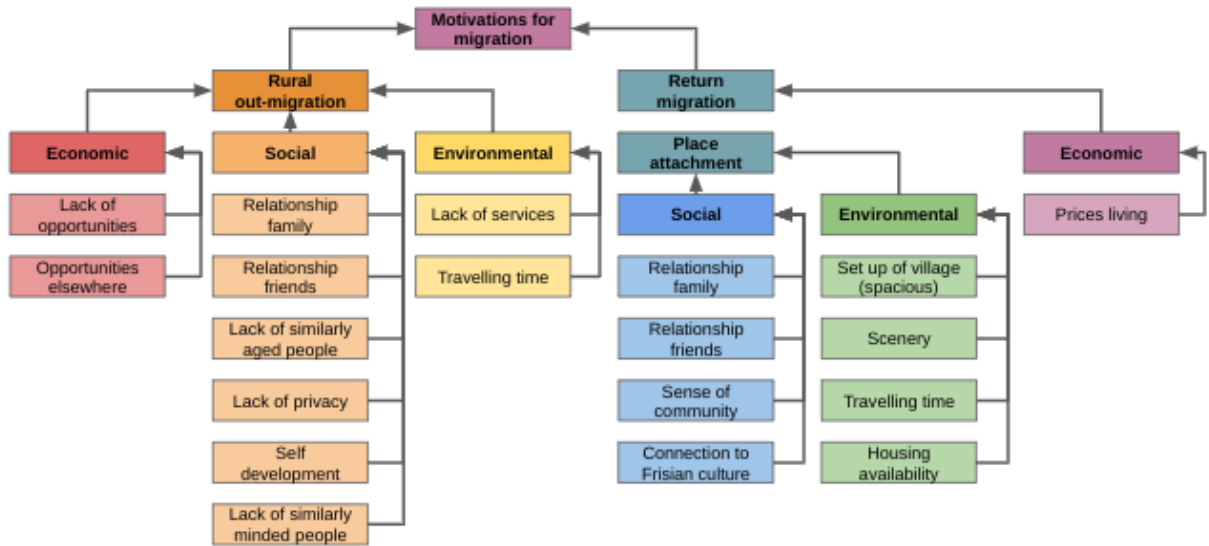 Motivations for
migration
Rural
out-migration
Return
migration
Economic
Social
Environmental
Place
attachment
Economic
Lack of
opportunities
Relationship
family
Lack of services
Social
Environmental
Prices living
Opportunities
elsewhere
Relationship
friends
Travelling time
Relationship
family
Set up of village
(spacious)
Lack of similarly
aged people
Relationship
friends
Scenery
Lack of privacy
Sense of
community
Travelling time
Self
development
Connection to
Frisian culture
Housing
availability
Lack of similarly
minded people